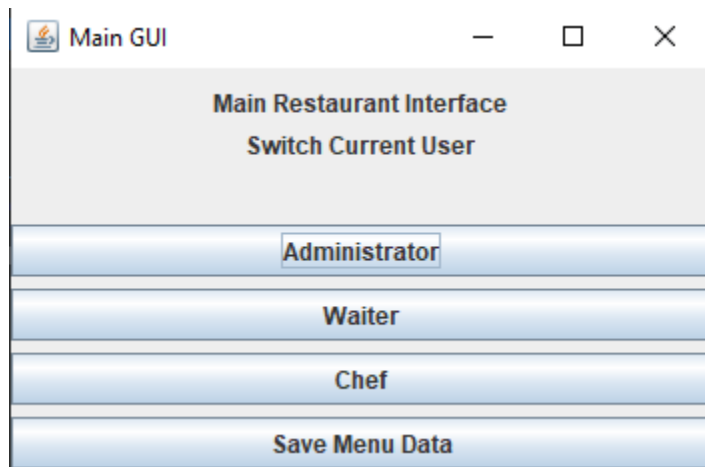 Main GUI
Main Restaurant Interface
Switch Current User
Administrator
Waiter
Chef
Save Menu Data